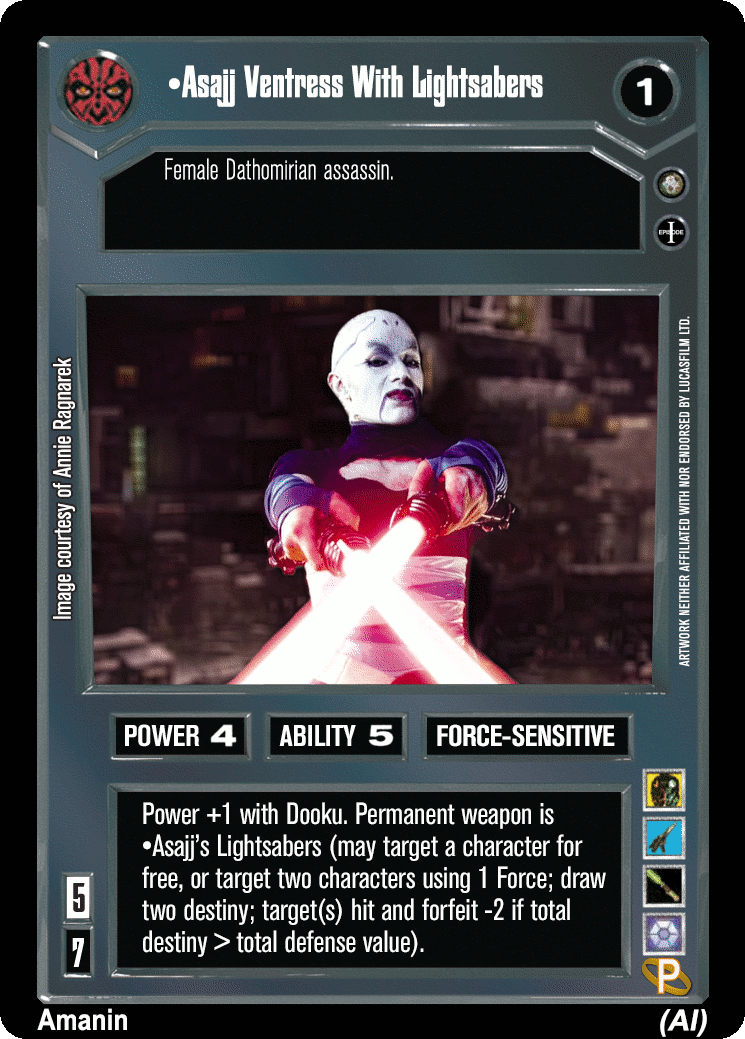 •Asajj Ventress With Lightsabers
1
Female Dathomirian assassin.
EPISODE
I
Image courtesy of Annie Ragnarek
ARTWORK NEITHER AFFILIATED WITH NOR ENDORSED BY LUCASFILM LTD.
POWER 4
ABILITY 5
FORCE-SENSITIVE
Power +1 with Dooku. Permanent weapon is
•Asajj's Lightsabers (may target a character for
free, or target two characters using 1 Force; draw
two destiny; target(s) hit and forfeit -2 if total
destiny > total defense value).
5
7
P
Amanin
(AI)